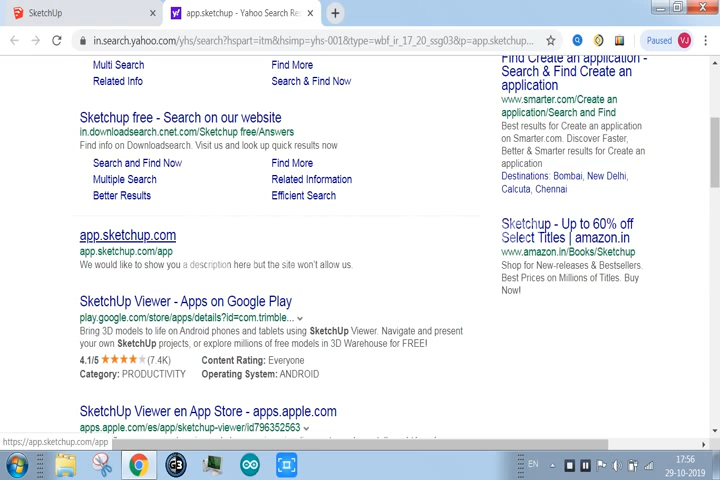 SketchUp
app.sketchup - Yahoo Search Res
in.search.yahoo.com/yhs/search?hspart=itm&hsimp=yhs-001&type=wbf_ir_17_20_ssg03&p=app.sketchup...
Paused
VJ
Multi Search
Find More
Related Info
Search & Find Now
Sketchup free - Search on our website
in.downloadsearch.cnet.com/Sketchup free/Answers
Find info on Downloadsearch. Visit us and look up quick results now
Search and Find Now
Find More
Multiple Search
Related Information
Better Results
Efficient Search
app.sketchup.com
app.sketchup.com/app
We would like to show you a description here but the site won't allow us.
SketchUp Viewer - Apps on Google Play
play.google.com/store/apps/details?id=com.trimble...
Bring 3D models to life on Android phones and tablets using SketchUp Viewer. Navigate and present
your own SketchUp projects, or explore millions of free models in 3D Warehouse for FREE!
4.1/5 (7.4K) Content Rating: Everyone
Category: PRODUCTIVITY Operating System: ANDROID
SketchUp Viewer en App Store - apps.apple.com
apps.apple.com/es/app/sketchup-viewer/id796352563
Find Create an application -
Search & Find Create an
application
www.smarter.com/Create an
application/Search and Find
Best results for Create an application
on Smarter.com. Discover Faster,
Better & Smarter results for Create an
application
Destinations: Bombai, New Delhi,
Calcuta, Chennai
Sketchup - Up to 60% off
Select Titles | amazon.in
www.amazon.in/Books/Sketchup
Shop for New-releases & Bestsellers.
Best Prices on Millions of Titles. Buy
Now!
https://app.sketchup.com/app
EN
17:56
29-10-2019